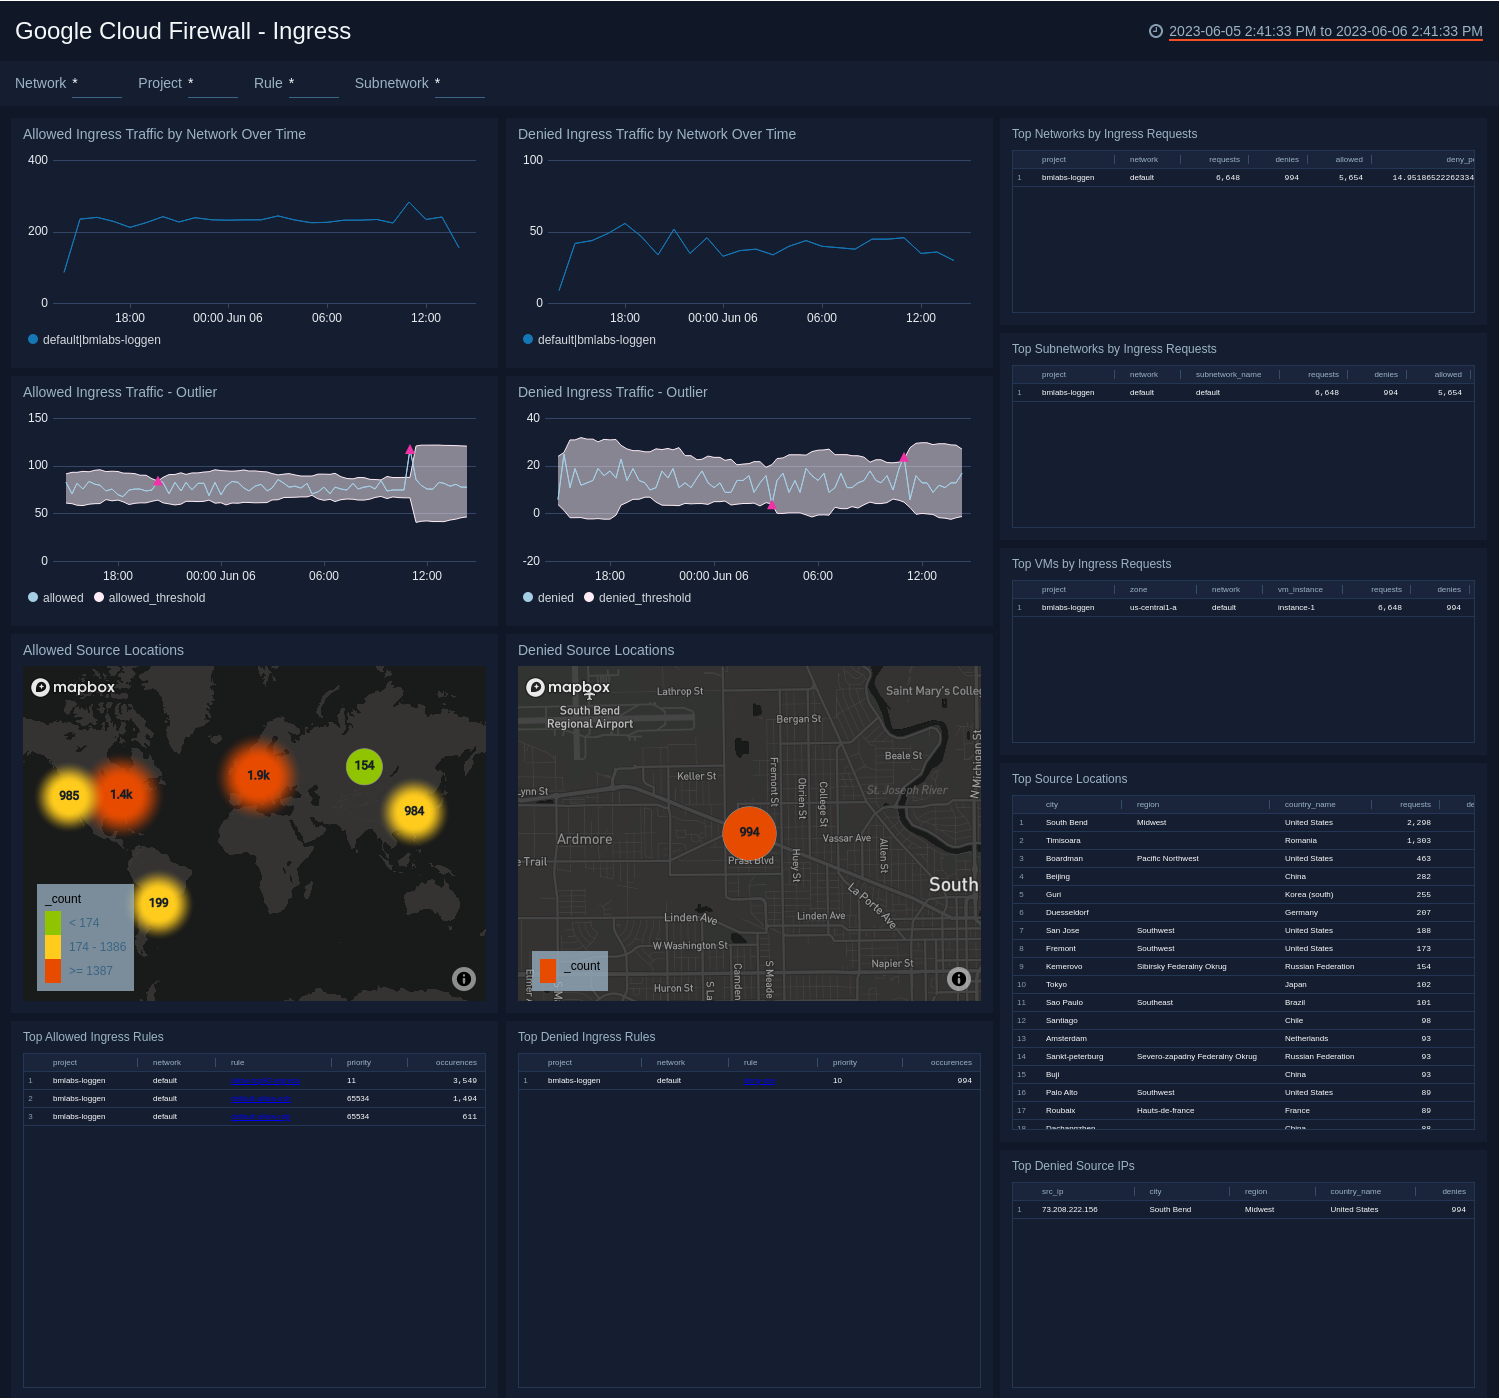 Google Cloud Firewall - Ingress
2023-06-05 2:41:33 PM to 2023-06-06 2:41:33 PM
Network * Project * Rule * Subnetwork *
Allowed Ingress Traffic by Network Over Time
400
200
0
18:00 00:00 Jun 06 06:00 12:00
default|bmlabs-loggen
Denied Ingress Traffic by Network Over Time
100
50
0
18:00 00:00 Jun 06 06:00 12:00
default|bmlabs-loggen
Top Networks by Ingress Requests
project network requests denies allowed deny_p
1 bmlabs-loggen default 6,648 994 5,654 14.95186522262334
Top Subnetworks by Ingress Requests
project network subnetwork_name requests denies allowed
1 bmlabs-loggen default default 6,648 994 5,654
Allowed Ingress Traffic - Outlier
150
100
50
0
18:00 00:00 Jun 06 06:00 12:00
allowed allowed_threshold
Denied Ingress Traffic - Outlier
40
20
0
-20
18:00 00:00 Jun 06 06:00 12:00
denied denied_threshold
Top VMs by Ingress Requests
project zone network vm_instance requests denies
1 bmlabs-loggen us-central1-a default instance-1 6,648 994
Allowed Source Locations
mapbox
985
1.4k
1.9k
154
984
199
_count
< 174
174 - 1386
>= 1387
Denied Source Locations
mapbox
South Bend
Regional Airport
Lathrop St
Saint Mary's Colleg
Bergan St
Beale St
N Michigan St
Keller St
Fremont St
Obrien St
College St
St. Joseph River
Lynn St
994
Ardmore
Vassar Ave
Allen St
e Trail
Prast Blvd
Huey St
South
La Porte Ave
Linden Ave
Linden Ave
W Washington St
Napier St
Huron St
S La
Camden
S Meade
_count
Top Source Locations
city region country_name requests de
1 South Bend Midwest United States 2,298
2 Timisoara Romania 1,303
3 Boardman Pacific Northwest United States 463
4 Beijing China 282
5 Guri Korea (south) 255
6 Duesseldorf Germany 207
7 San Jose Southwest United States 188
8 Fremont Southwest United States 173
9 Kemerovo Sibirsky Federalny Okrug Russian Federation 154
10 Tokyo Japan 102
11 Sao Paulo Southeast Brazil 101
12 Santiago Chile 98
13 Amsterdam Netherlands 93
14 Sankt-peterburg Severo-zapadny Federalny Okrug Russian Federation 93
15 Buji China 93
16 Palo Alto Southwest United States 89
17 Roubaix Hauts-de-france France 89
18 Dachangzhen China 88
Top Allowed Ingress Rules
project network rule priority occurences
1 bmlabs-loggen default 11 3,549
2 bmlabs-loggen default 65534 1,494
3 bmlabs-loggen default 65534 611
Top Denied Ingress Rules
project network rule priority occurences
1 bmlabs-loggen default 10 994
Top Denied Source IPs
src_ip city region country_name denies
1 73.208.222.156 South Bend Midwest United States 994